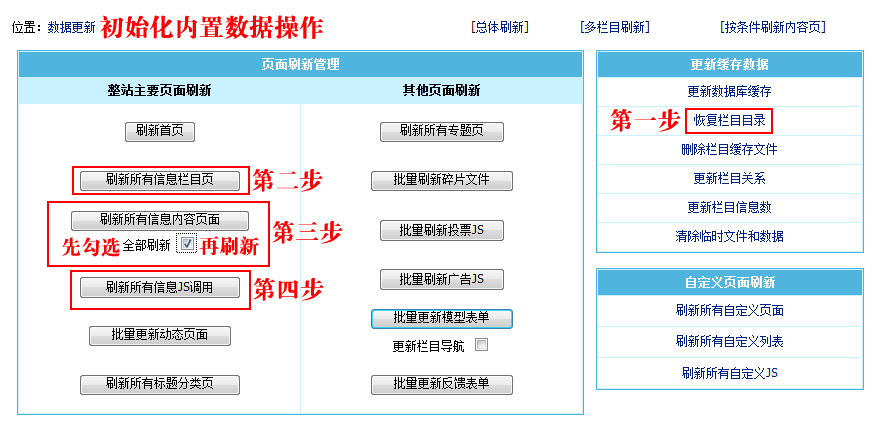 位置：数据更新 初始化内置数据操作 [总体刷新] [多栏目刷新] [按条件刷新内容页]
页面刷新管理
整站主要页面刷新 其他页面刷新
刷新首页 刷新所有专题页
刷新所有信息栏目页 第二步 批量刷新碎片文件
刷新所有信息内容页面
先勾选 全部刷新 再刷新 第三步 批量刷新投票JS
刷新所有信息JS调用 第四步 批量刷新广告JS
批量更新动态页面 批量更新模型表单
更新栏目导航
刷新所有标题分类页 批量更新反馈表单
更新缓存数据
更新数据库缓存
第一步 恢复栏目目录
删除栏目缓存文件
更新栏目关系
更新栏目信息数
清除临时文件和数据
自定义页面刷新
刷新所有自定义页面
刷新所有自定义列表
刷新所有自定义JS